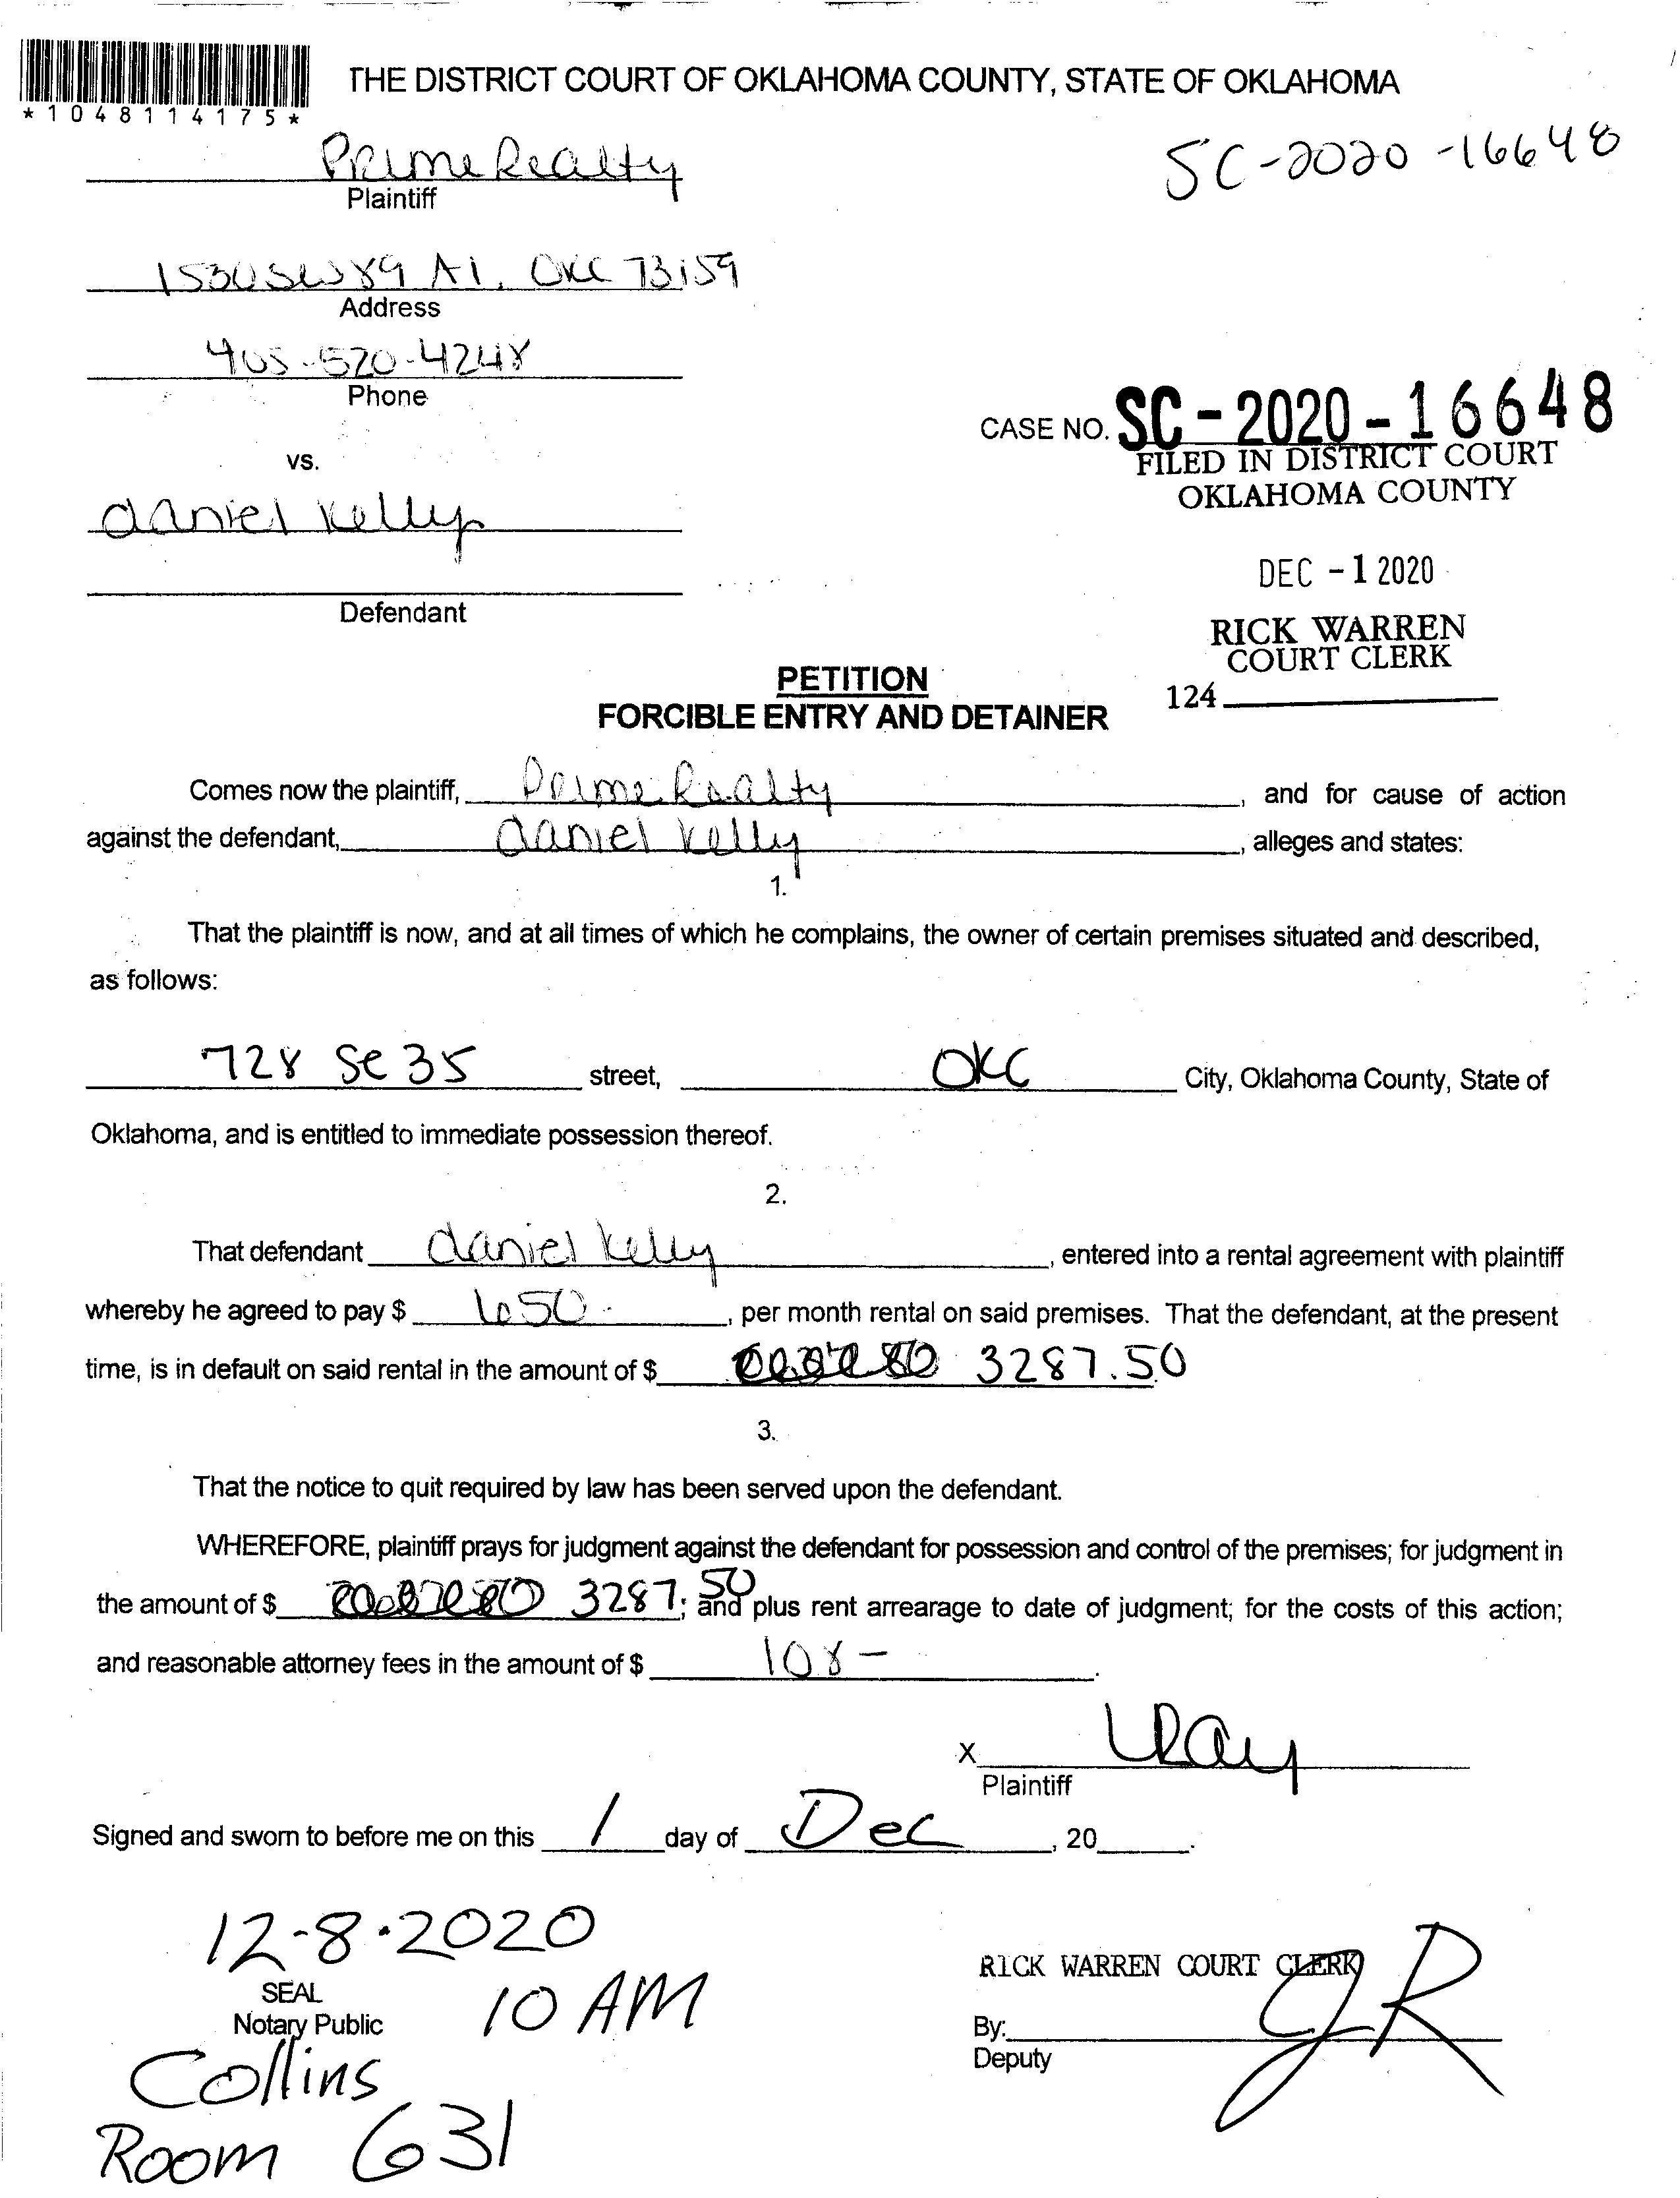 THE DISTRICT COURT OF OKLAHOMA COUNTY, STATE OF OKLAHOMA
*1048114175*
Prime Realty
Plaintiff
SC-2020-16648
1530 SW 89 A1, OKC 73159
Address
405-520-4248
Phone
CASE NO. SC-2020-16648
FILED IN DISTRICT COURT
OKLAHOMA COUNTY
vs.
daniel kelly
DEC -1 2020
Defendant
RICK WARREN
COURT CLERK
124
PETITION
FORCIBLE ENTRY AND DETAINER
Comes now the plaintiff, Prime Realty, and for cause of action
against the defendant, daniel kelly, alleges and states:
1.
That the plaintiff is now, and at all times of which he complains, the owner of certain premises situated and described,
as follows:
728 Se 35 street, OKC City, Oklahoma County, State of
Oklahoma, and is entitled to immediate possession thereof.
2.
That defendant daniel kelly, entered into a rental agreement with plaintiff
whereby he agreed to pay $ 650-, per month rental on said premises. That the defendant, at the present
time, is in default on said rental in the amount of $ 3287.50
3.
That the notice to quit required by law has been served upon the defendant.
WHEREFORE, plaintiff prays for judgment against the defendant for possession and control of the premises; for judgment in
the amount of $ 3287.50; and plus rent arrearage to date of judgment; for the costs of this action;
and reasonable attorney fees in the amount of $ 108-.
X
Plaintiff
Signed and sworn to before me on this 1 day of Dec, 20 .
12-8-2020
SEAL
Notary Public
10 AM
RICK WARREN COURT CLERK
By: JR
Deputy
Collins
Room 631